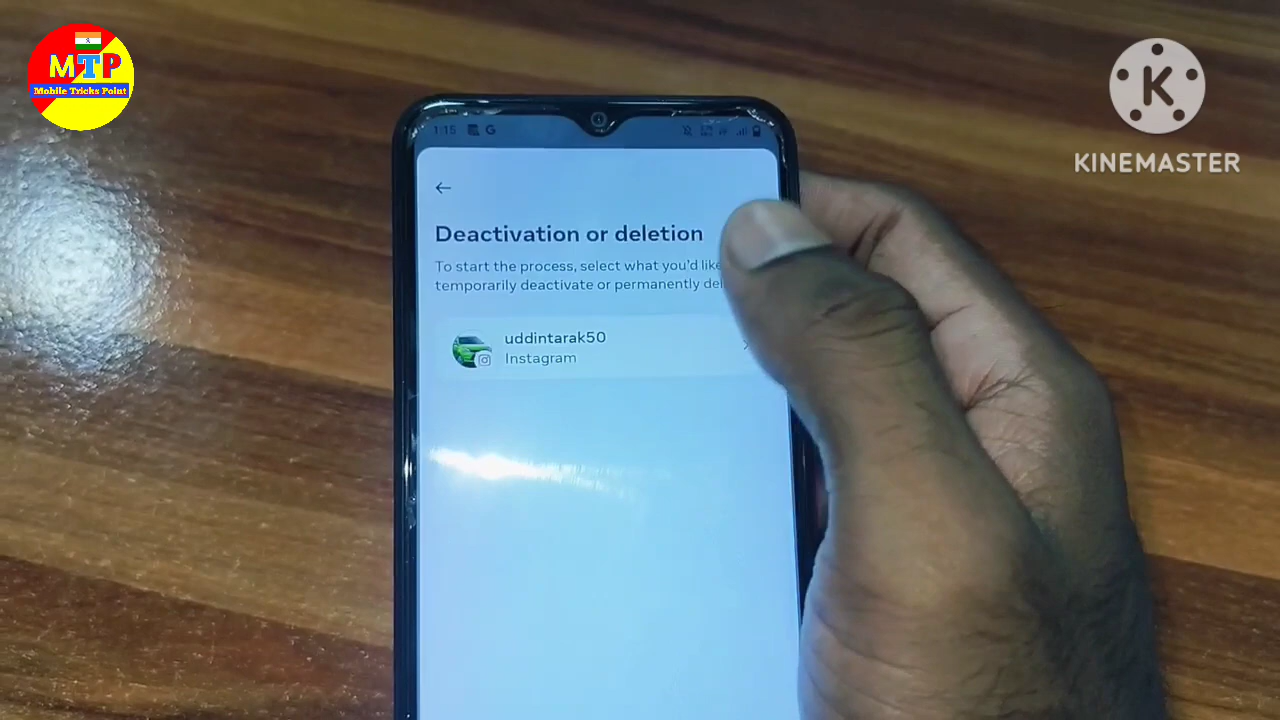 MTP
Mobile Tricks Point
K
KINEMASTER
1:15
G
Deactivation or deletion
To start the process, select what you'd like
temporarily deactivate or permanently
uddintarak50
Instagram